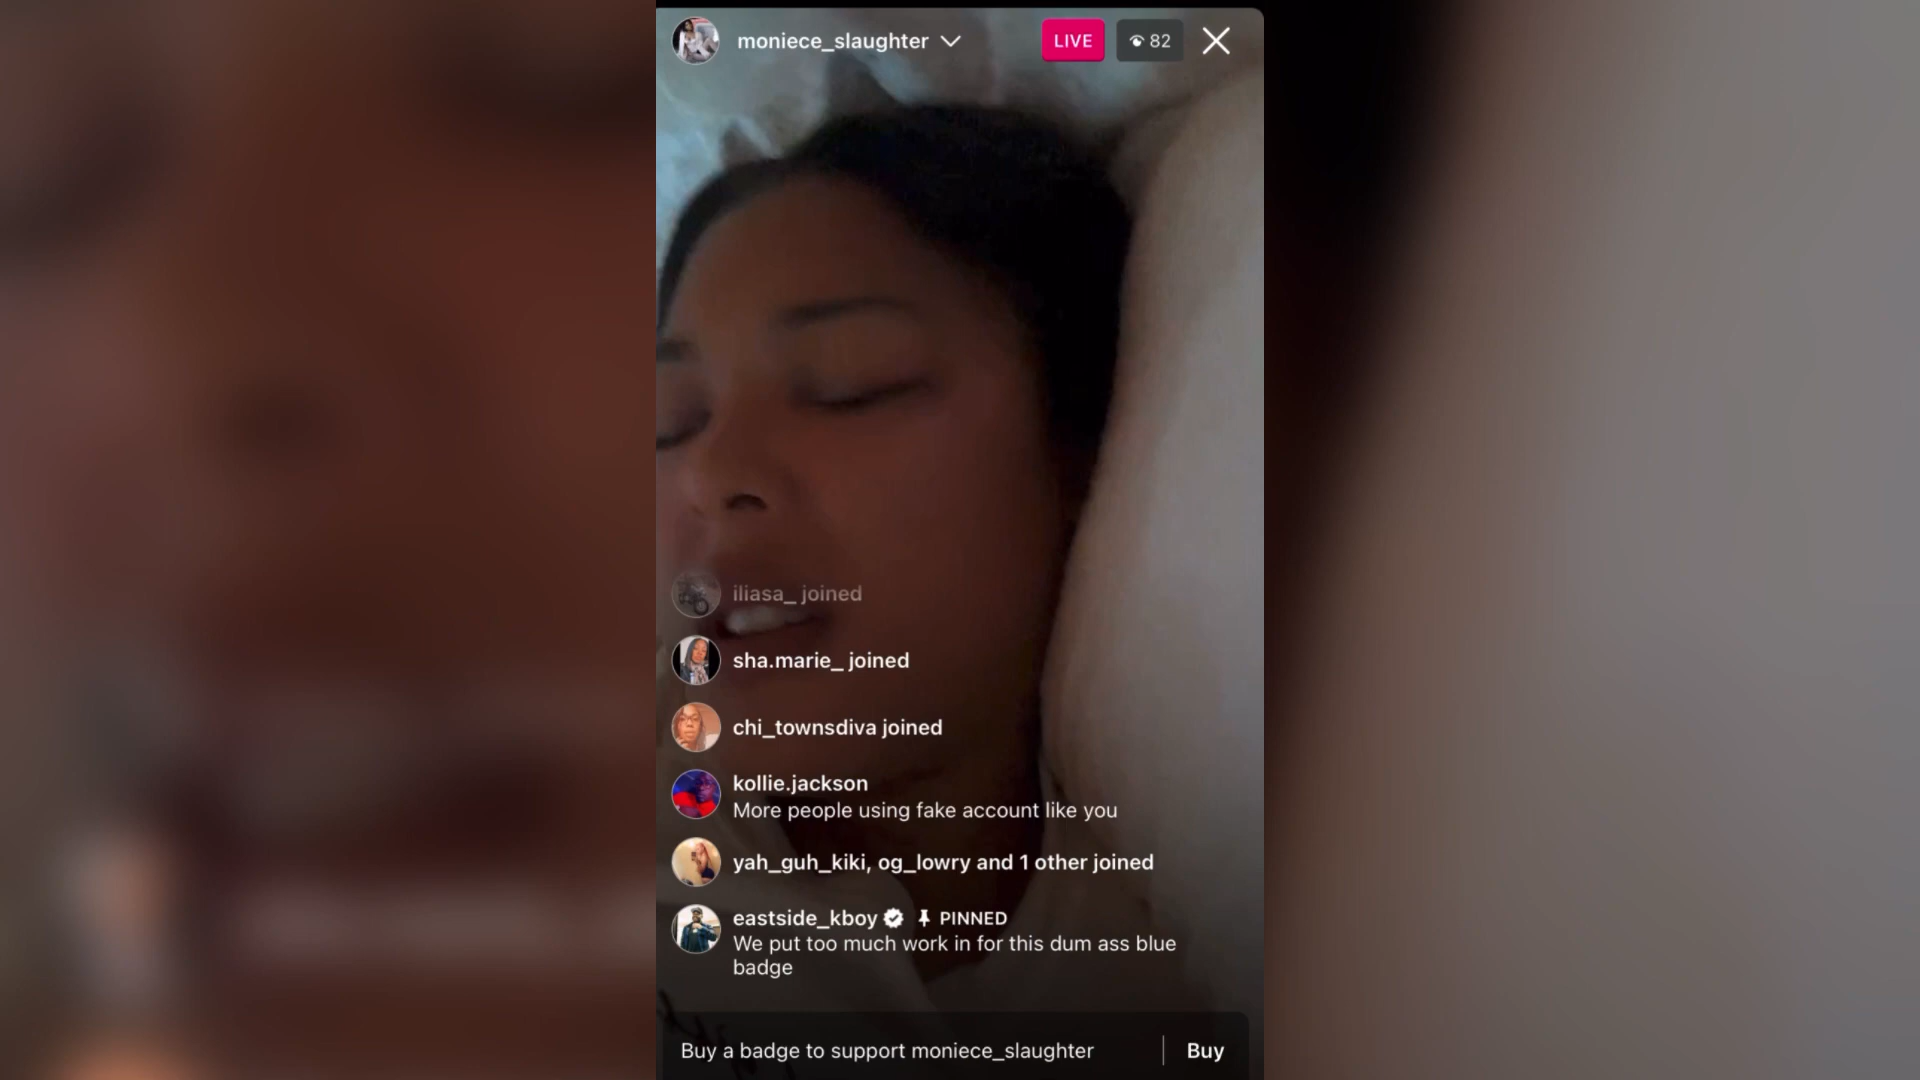 moniece_slaughter
LIVE
82
iliasa_ joined
sha.marie_ joined
chi_townsdiva joined
kollie.jackson
More people using fake account like you
yah_guh_kiki, og_lowry and 1 other joined
eastside_kboy PINNED
We put too much work in for this dum ass blue
badge
Buy a badge to support moniece_slaughter
Buy